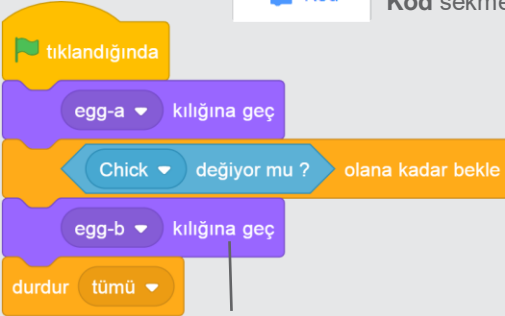 Kod sekme
tıklandığında
egg-a kılığına geç
Chick değiyor mu ? olana kadar bekle
egg-b kılığına geç
durdur tümü